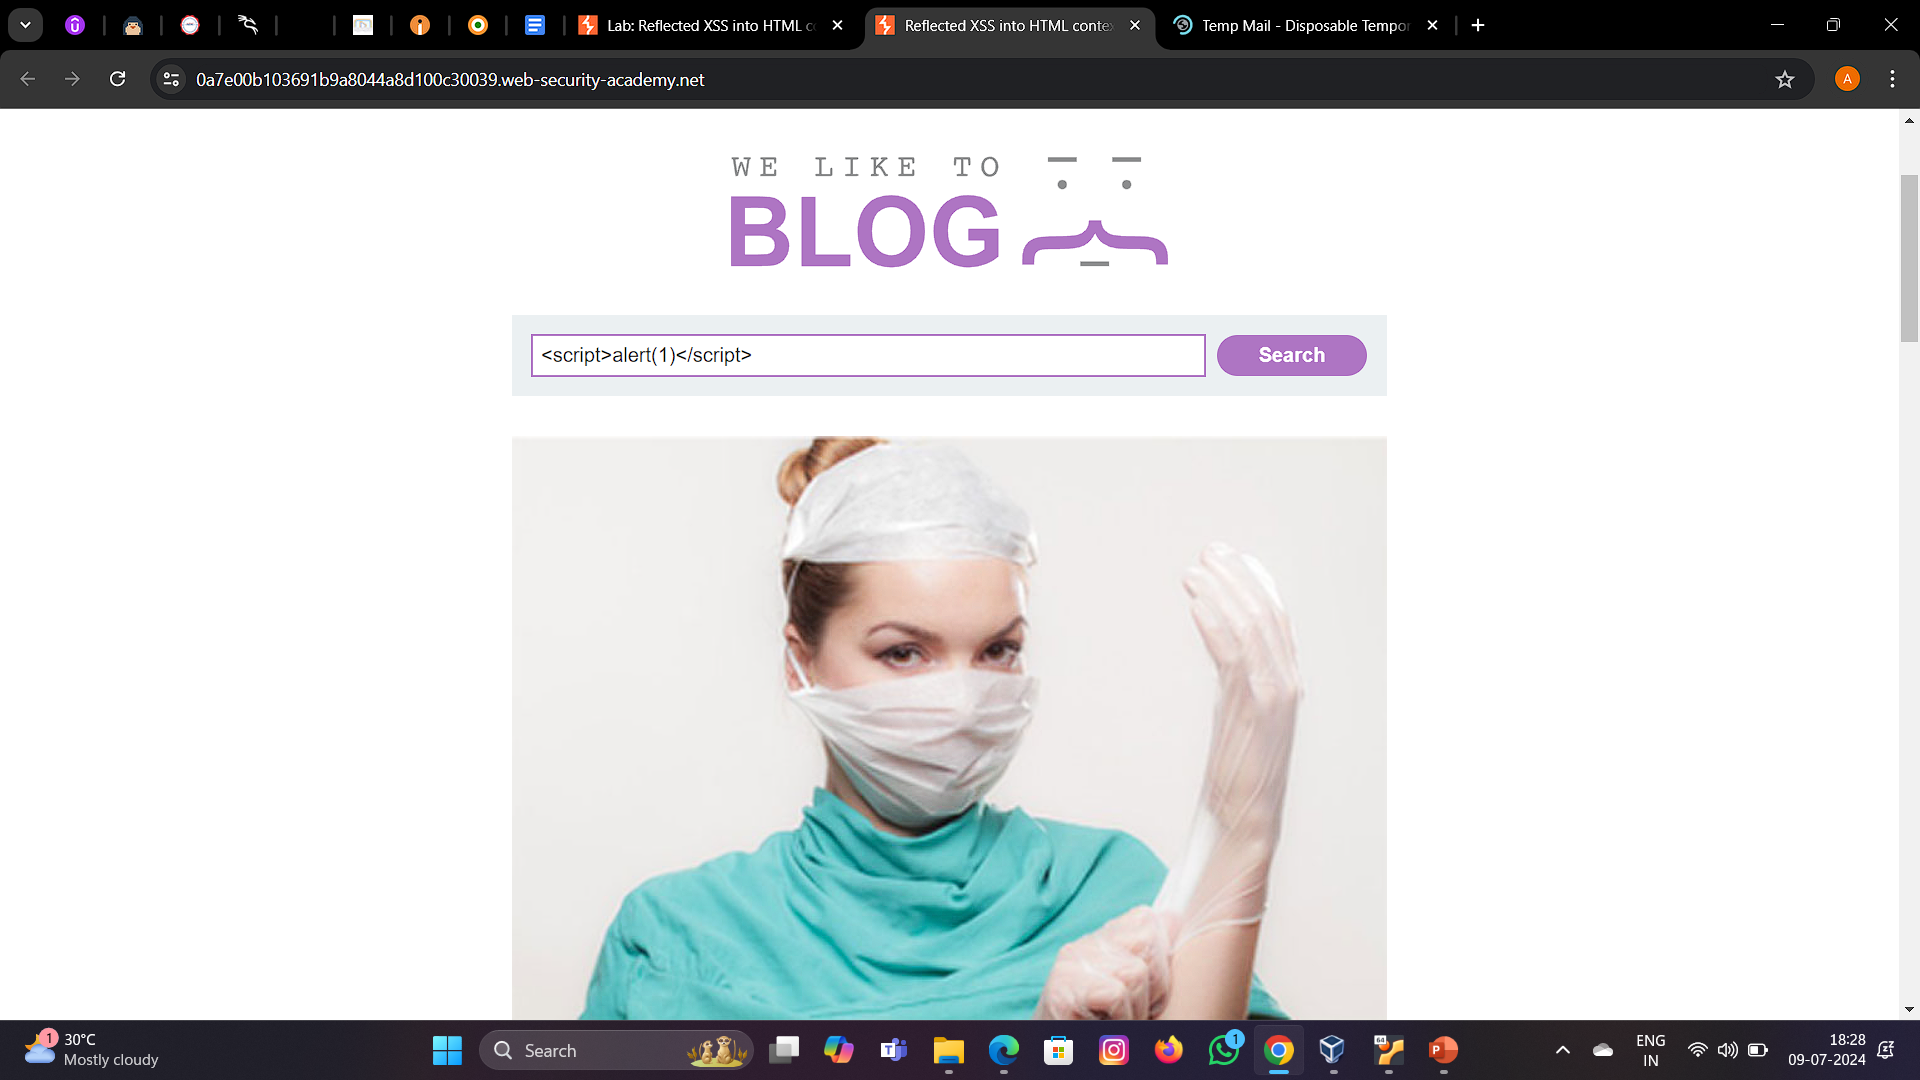 Lab: Reflected XSS into HTML c
Reflected XSS into HTML conte
Temp Mail - Disposable Tempor
0a7e00b103691b9a8044a8d100c30039.web-security-academy.net
A
WE LIKE TO
BLOG
<script>alert(1)</script>
Search
1
30°C
Mostly cloudy
Search
1
ENG
IN
18:28
09-07-2024